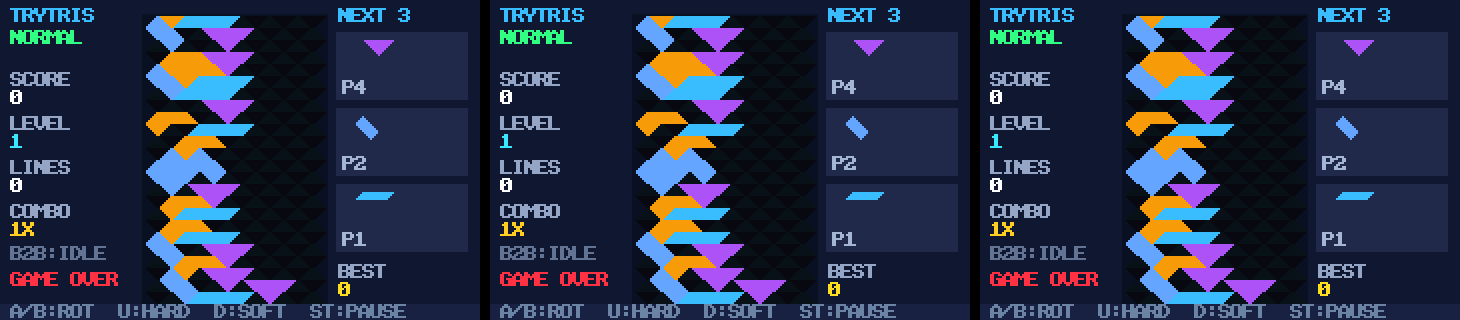 TRYTRIS
NORMAL
SCORE
0
LEVEL
1
LINES
0
COMBO
1X
B2B:IDLE
GAME OVER
NEXT 3
P4
P2
P1
BEST
0
A/B:ROT U:HARD D:SOFT ST:PAUSE
TRYTRIS
NORMAL
SCORE
0
LEVEL
1
LINES
0
COMBO
1X
B2B:IDLE
GAME OVER
NEXT 3
P4
P2
P1
BEST
0
A/B:ROT U:HARD D:SOFT ST:PAUSE
TRYTRIS
NORMAL
SCORE
0
LEVEL
1
LINES
0
COMBO
1X
B2B:IDLE
GAME OVER
NEXT 3
P4
P2
P1
BEST
0
A/B:ROT U:HARD D:SOFT ST:PAUSE